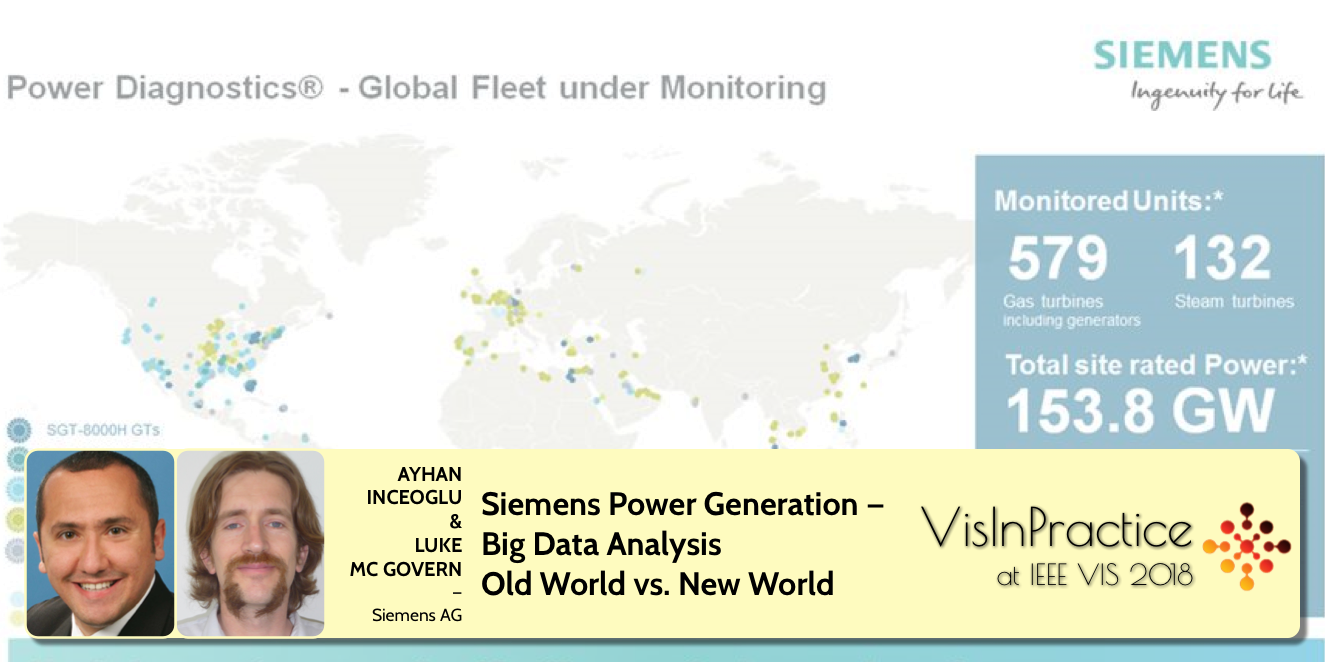 SIEMENS
Ingenuity for Life
Power Diagnostics® - Global Fleet under Monitoring
Monitored Units:*
579 132
Gas turbines Steam turbines
including generators
Total site rated Power:*
153.8 GW
SGT-8000H GTs
AYHAN
INCEOGLU
&
LUKE
MC GOVERN
–
Siemens AG
Siemens Power Generation –
Big Data Analysis
Old World vs. New World
VisInPractice
at IEEE VIS 2018